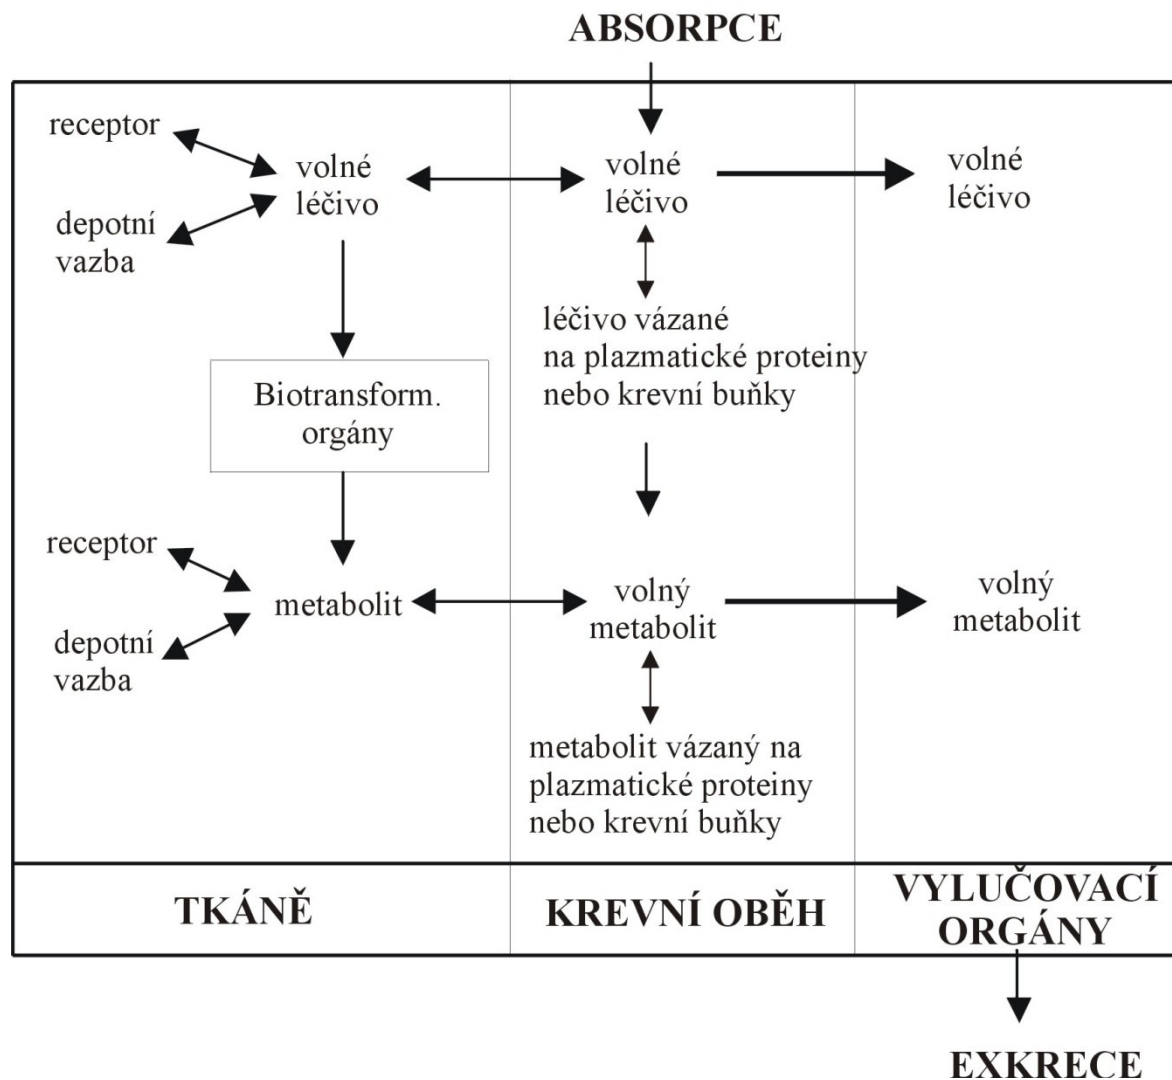 ABSORPCE
receptor
depotní
vazba
volné
léčivo
volné
léčivo
volné
léčivo
léčivo vázané
na plazmatické proteiny
nebo krevní buňky
Biotransform.
orgány
receptor
depotní
vazba
metabolit
volný
metabolit
volný
metabolit
metabolit vázaný na
plazmatické proteiny
nebo krevní buňky
TKÁNĚ
KREVNÍ OBĚH
VYLUČOVACÍ
ORGÁNY
EXKRECE